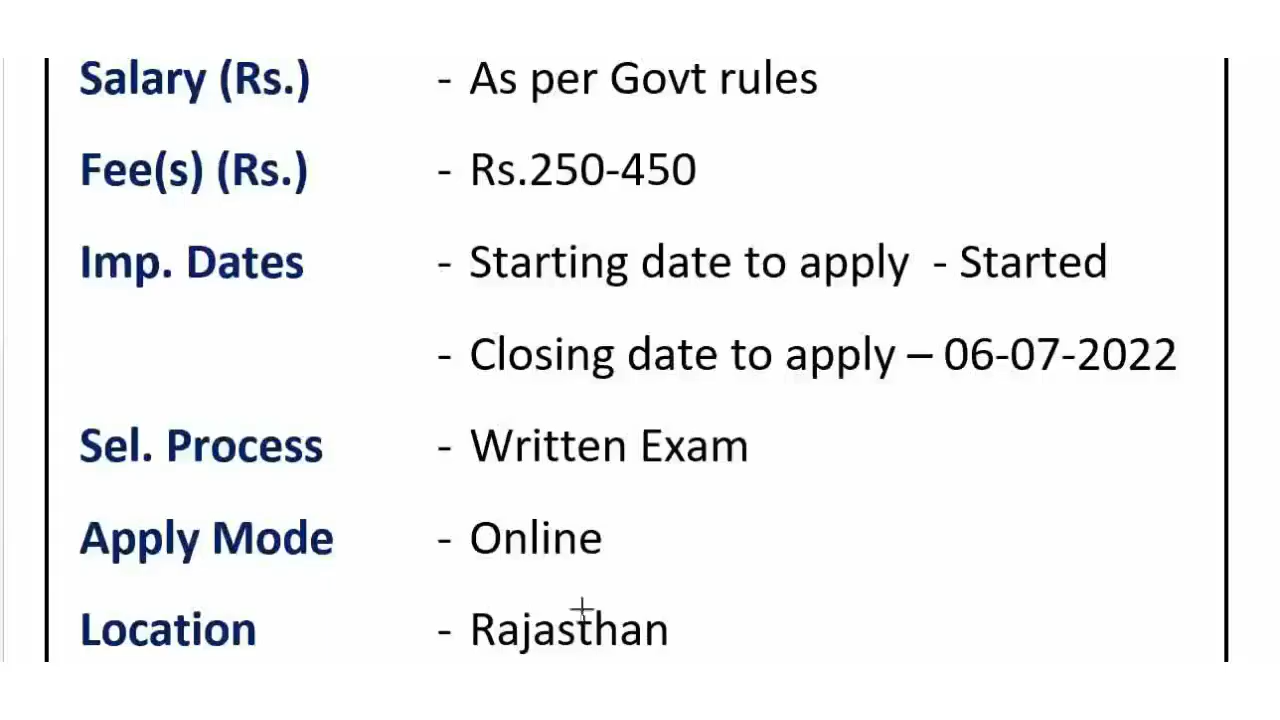 Salary (Rs.) - As per Govt rules
Fee(s) (Rs.) - Rs.250-450
Imp. Dates - Starting date to apply - Started
- Closing date to apply – 06-07-2022
Sel. Process - Written Exam
Apply Mode - Online
Location - Rajasthan